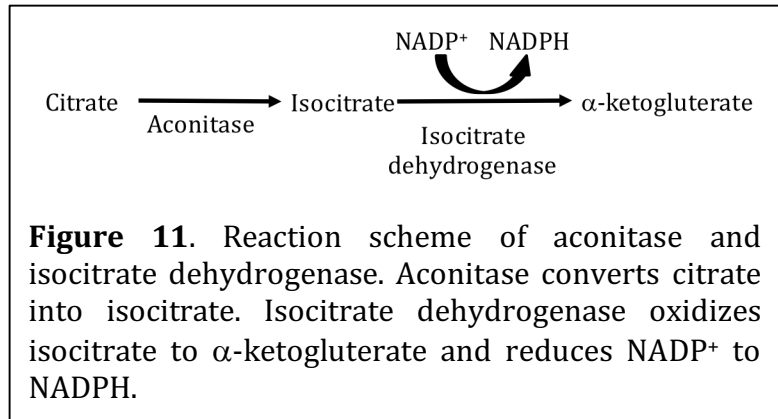 NADP⁺ NADPH
Citrate Isocitrate α-ketogluterate
Aconitase
Isocitrate
dehydrogenase
Figure 11. Reaction scheme of aconitase and
isocitrate dehydrogenase. Aconitase converts citrate
into isocitrate. Isocitrate dehydrogenase oxidizes
isocitrate to α-ketogluterate and reduces NADP⁺ to
NADPH.